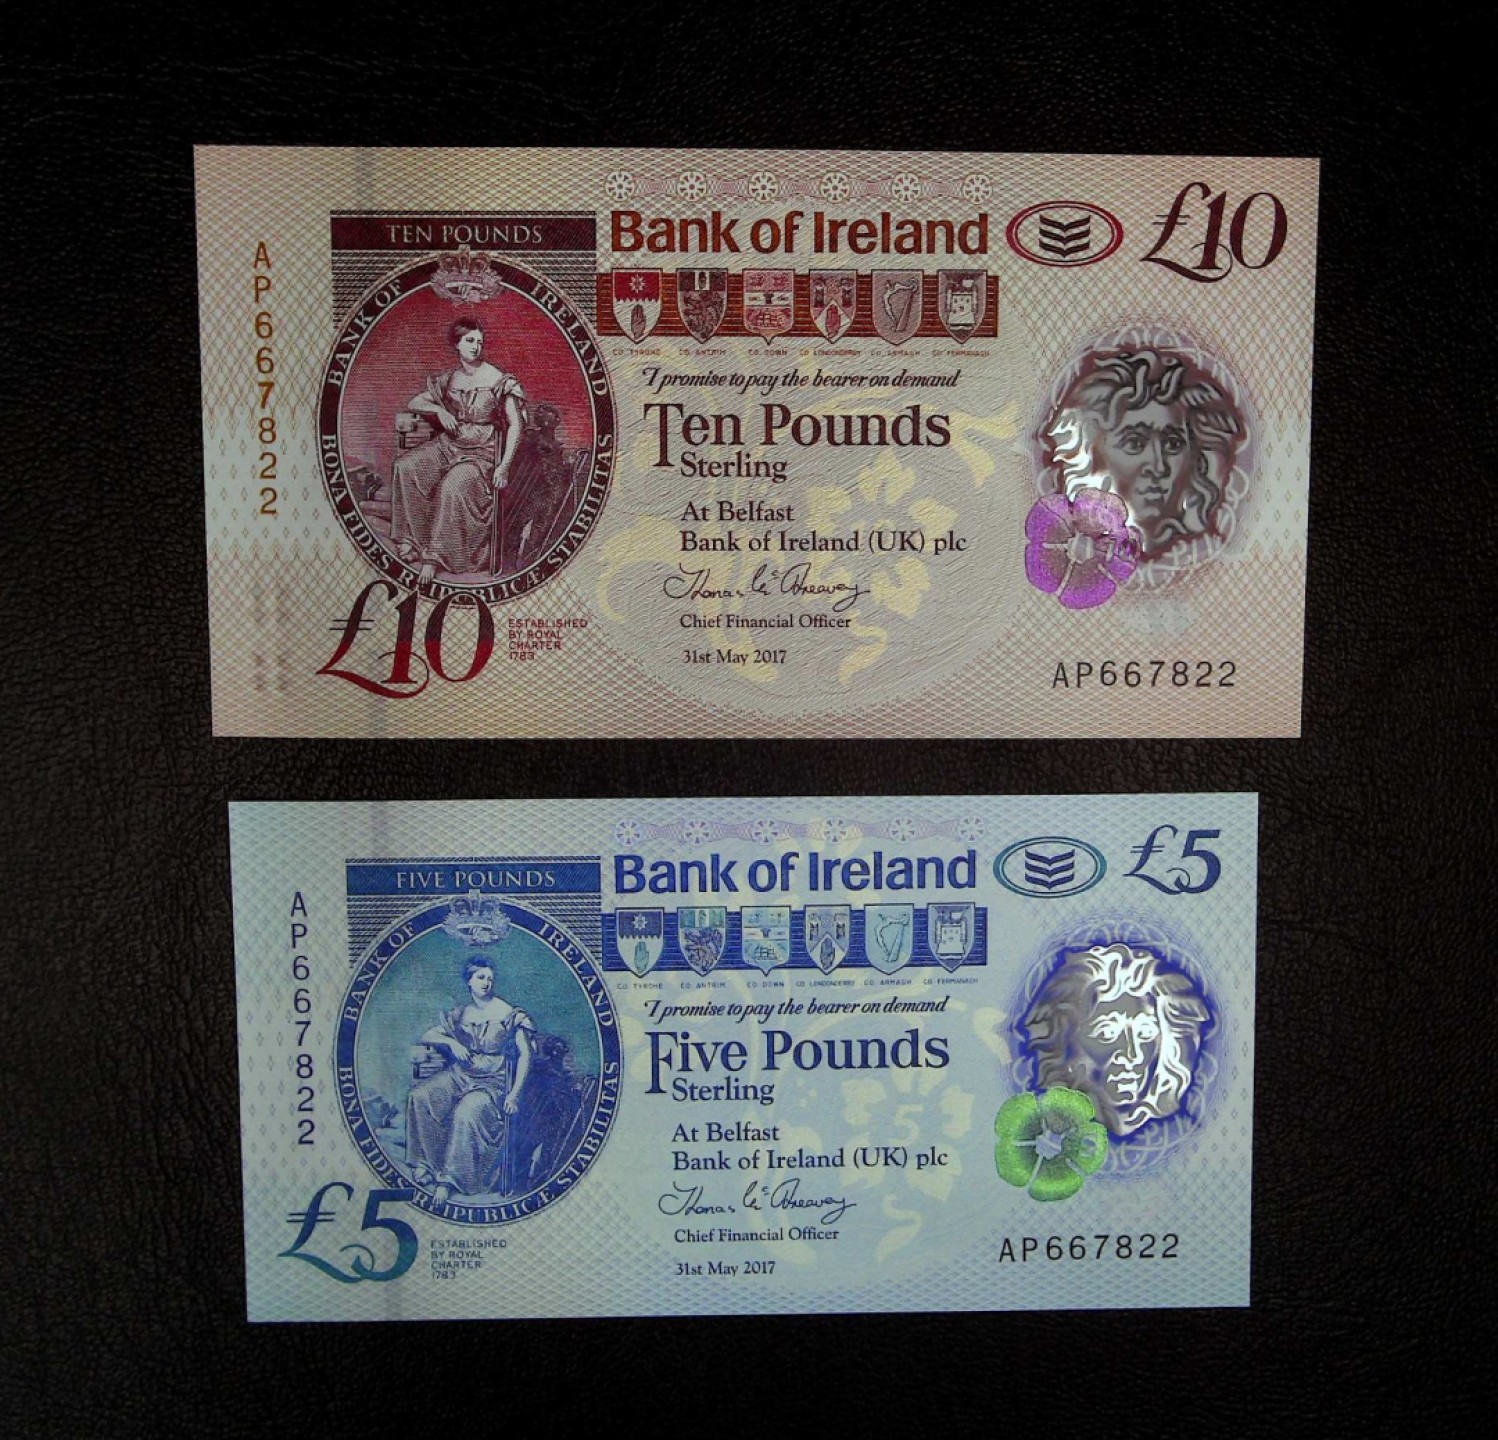 TEN POUNDS
Bank of Ireland
£10
AP667822
BANK OF IRELAND
BONA FIDES REIPUBLICÆ STABILITAS
CO. TYRONE CO. ANTRIM CO. DOWN CO. LONDONDERRY CO. ARMAGH CO. FERMANAGH
I promise to pay the bearer on demand
Ten Pounds
Sterling
At Belfast
Bank of Ireland (UK) plc
Thomas McAreavey
Chief Financial Officer
31st May 2017
£10
ESTABLISHED
BY ROYAL
CHARTER
1783
AP667822
FIVE POUNDS
Bank of Ireland
£5
AP667822
BANK OF IRELAND
BONA FIDES REIPUBLICÆ STABILITAS
CO. TYRONE CO. ANTRIM CO. DOWN CO. LONDONDERRY CO. ARMAGH CO. FERMANAGH
I promise to pay the bearer on demand
Five Pounds
Sterling
5
At Belfast
Bank of Ireland (UK) plc
Thomas McAreavey
Chief Financial Officer
31st May 2017
£5
ESTABLISHED
BY ROYAL
CHARTER
1783
AP667822